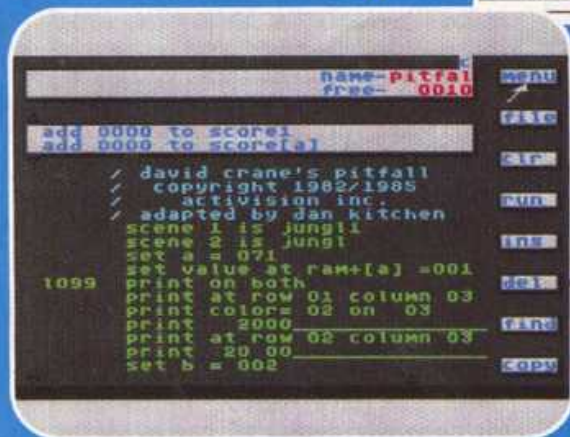 c
name-pitfal
free- 0010
menu
file
clr
run
ins
del
find
copy
add 0000 to score1
add 0000 to score[a]
/ david crane's pitfall
/ copyright 1982/1985
/ activision inc.
/ adapted by dan kitchen
scene 1 is jungl1
scene 2 is jungl
set a = 071
set value at ram+[a] =001
1099 print on both
print at row 01 column 03
print color= 02 on 03
print 2000
print at row 02 column 03
print 20 00
set b = 002